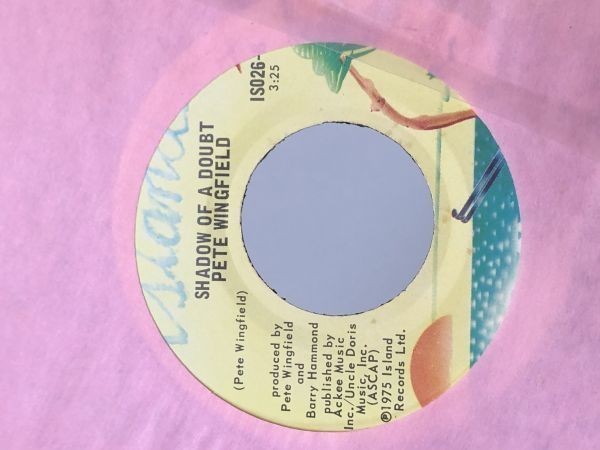 Island
SHADOW OF A DOUBT
PETE WINGFIELD
IS026-
3:25
(Pete Wingfield)
produced by
Pete Wingfield
and
Barry Hammond
published by
Ackee Music
Inc./Uncle Doris
Music, Inc.
(ASCAP)
℗1975 Island
Records Ltd.